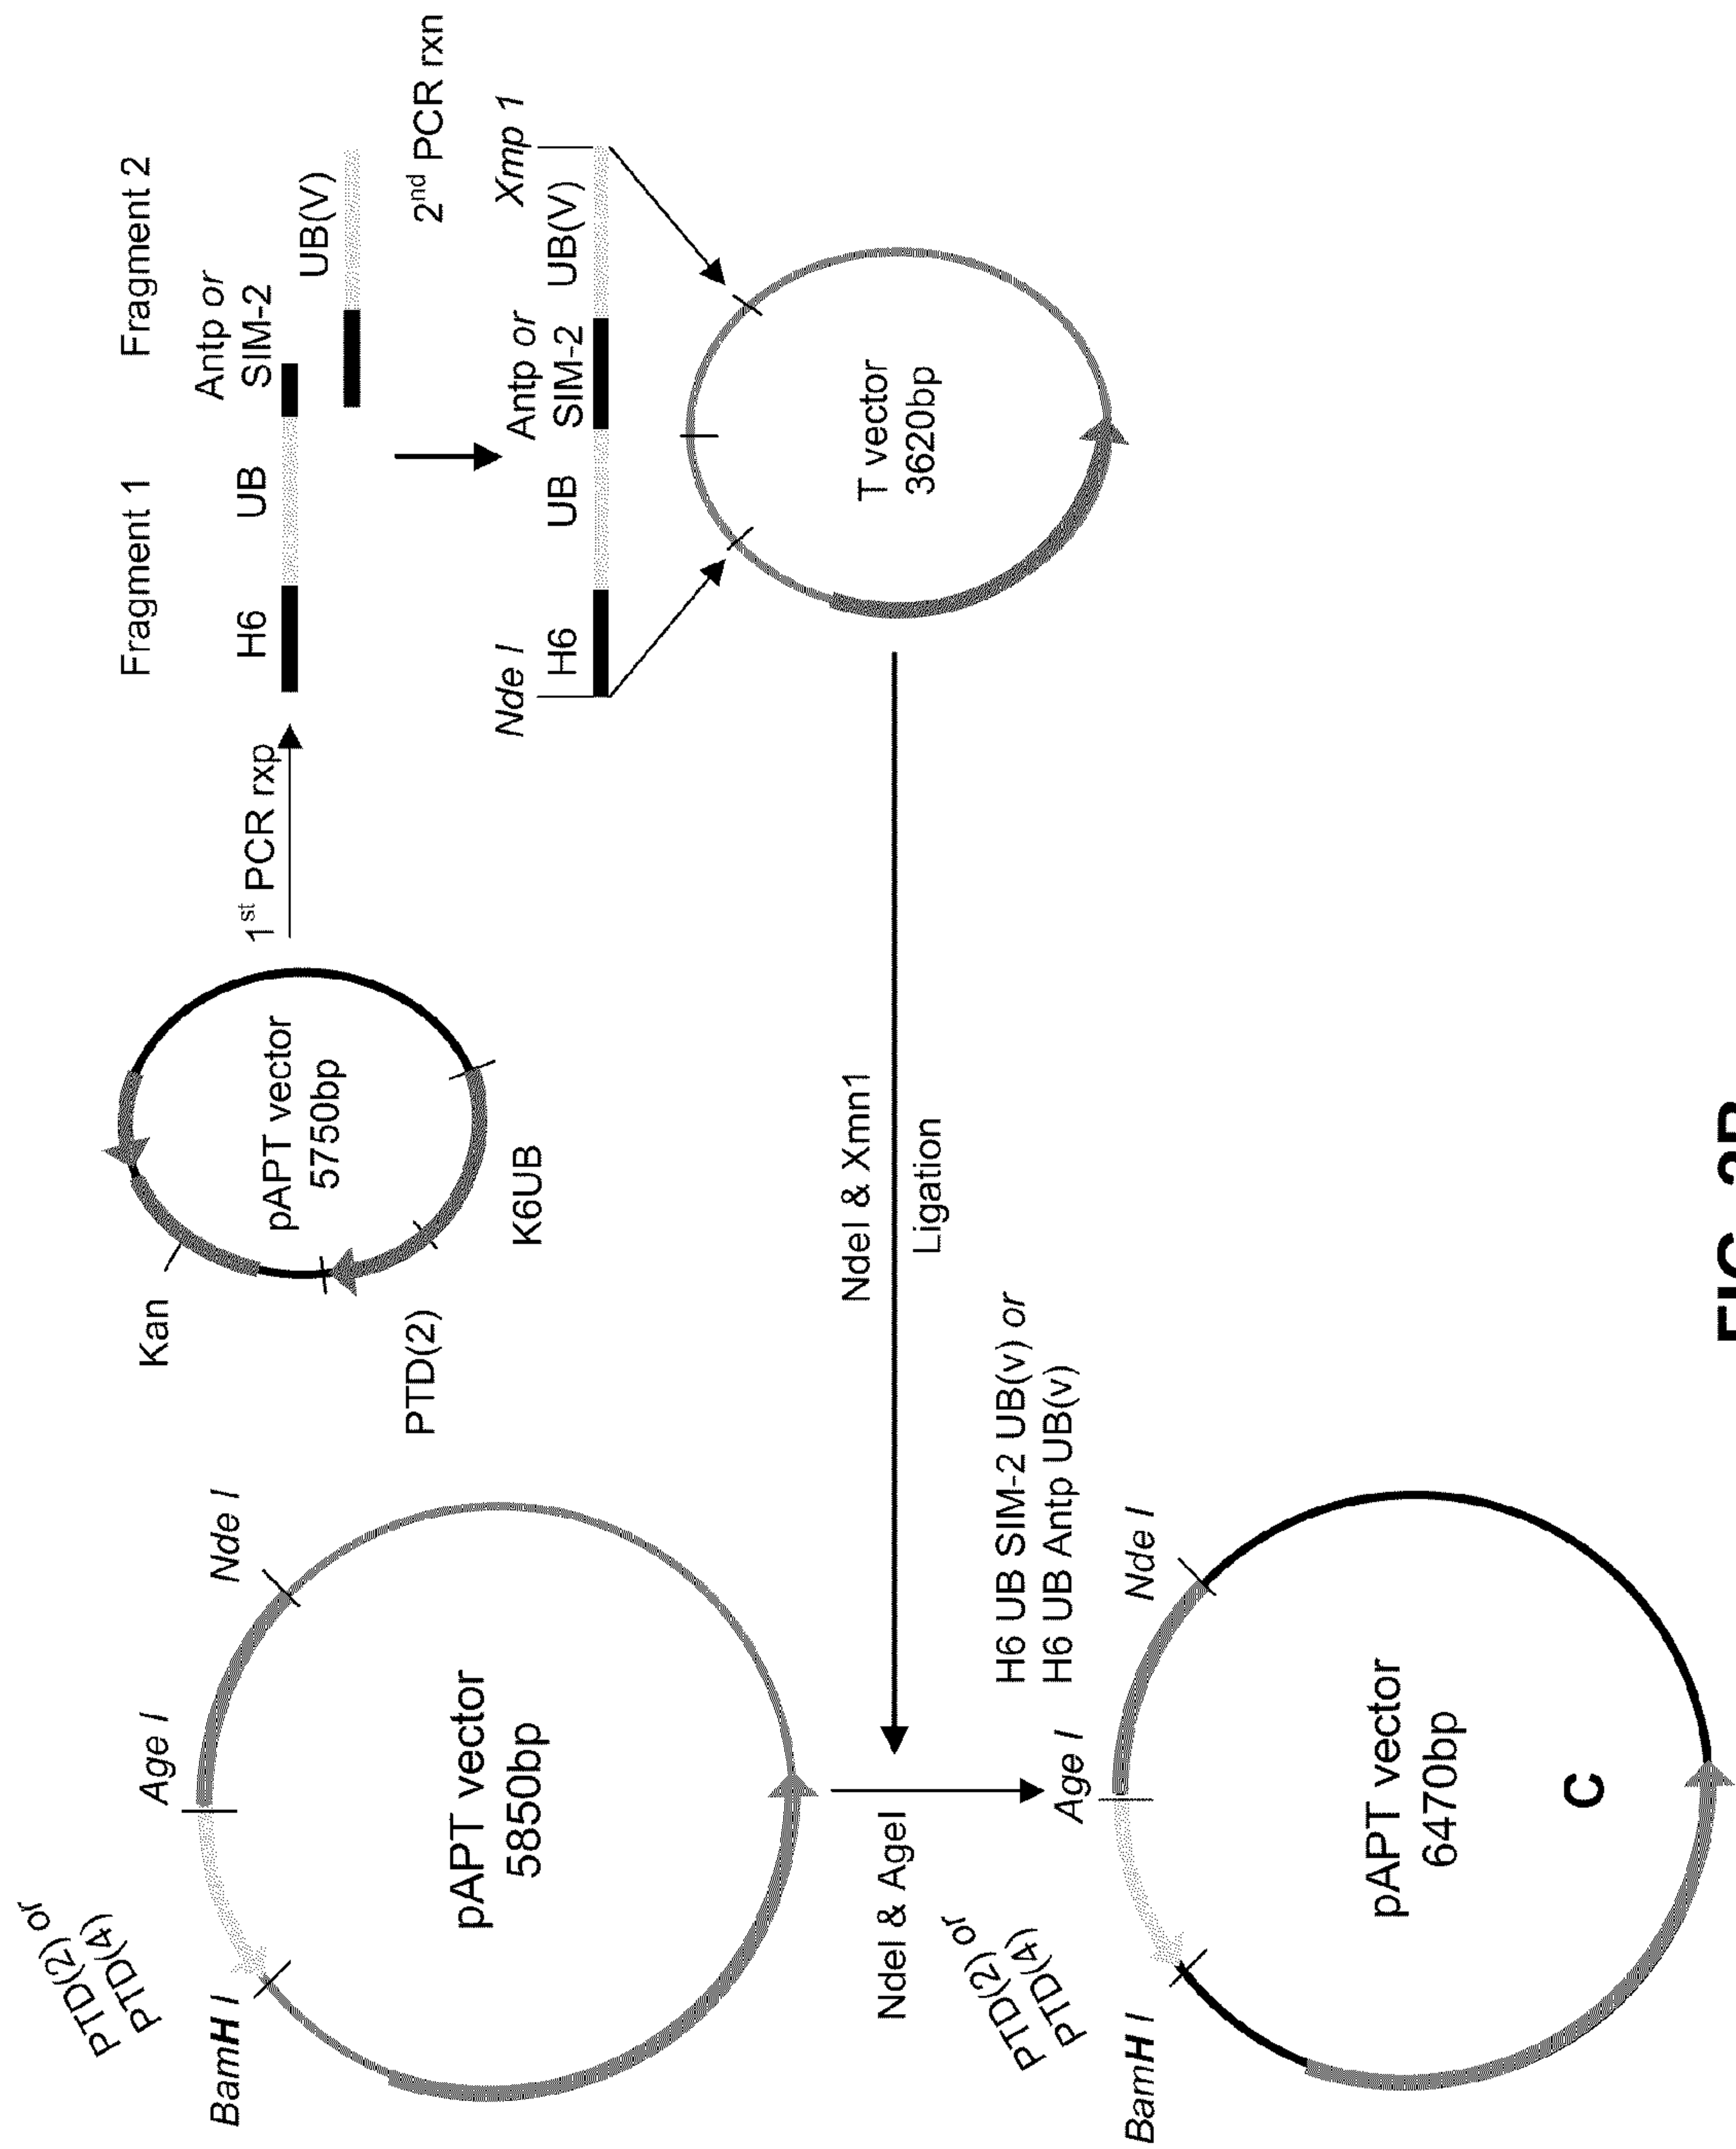 PTD(2) or
PTD(4)
BamH I
Age I
Nde I
pAPT vector
5850bp
Kan
pAPT vector
5750bp
PTD(2)
K6UB
1st PCR rxp
Fragment 1
Fragment 2
H6
UB
Antp or
SIM-2
UB(V)
2nd PCR rxn
Nde I
H6
UB
Antp or
SIM-2
UB(V)
Xmp 1
T vector
3620bp
NdeI & Xmn1
Ligation
NdeI & AgeI
H6 UB SIM-2 UB(v) or
H6 UB Antp UB(v)
PTD(2) or
PTD(4)
BamH I
Age I
Nde I
pAPT vector
6470bp
C